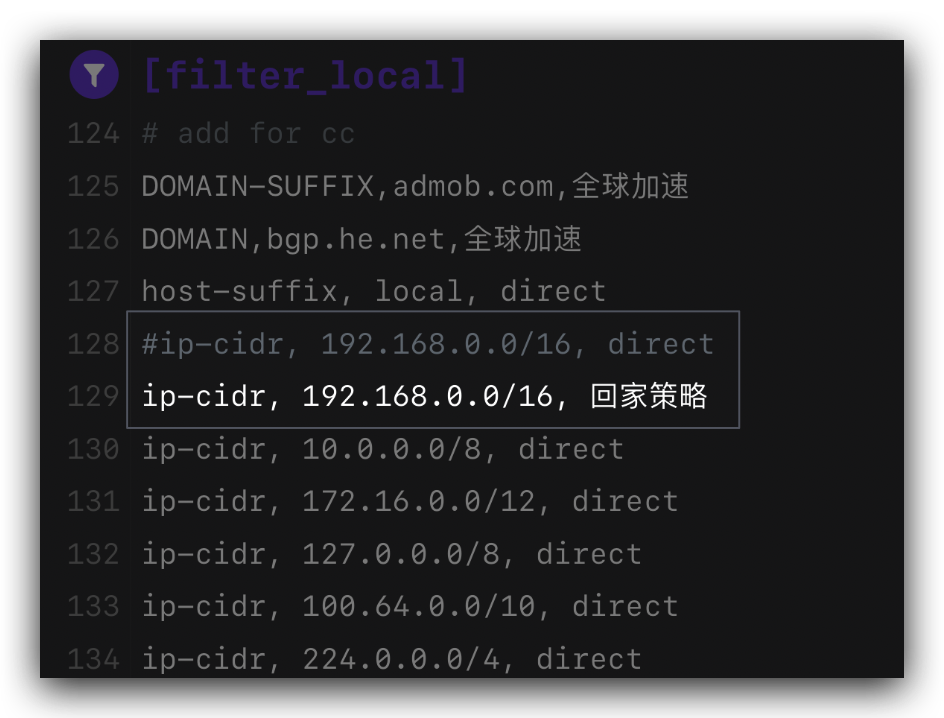 [filter_local]
124 # add for cc
125 DOMAIN-SUFFIX,admob.com,全球加速
126 DOMAIN,bgp.he.net,全球加速
127 host-suffix, local, direct
128 #ip-cidr, 192.168.0.0/16, direct
129 ip-cidr, 192.168.0.0/16, 回家策略
130 ip-cidr, 10.0.0.0/8, direct
131 ip-cidr, 172.16.0.0/12, direct
132 ip-cidr, 127.0.0.0/8, direct
133 ip-cidr, 100.64.0.0/10, direct
134 ip-cidr, 224.0.0.0/4, direct